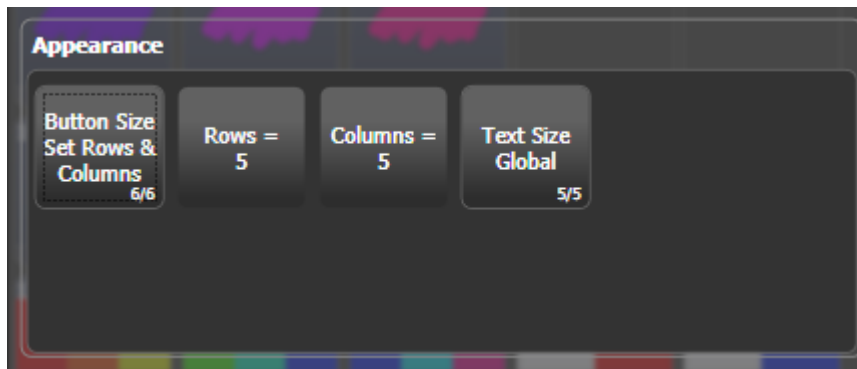 Appearance
Button Size
Set Rows &
Columns
6/6
Rows =
5
Columns =
5
Text Size
Global
5/5